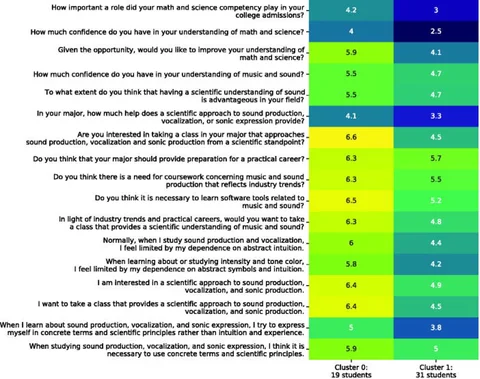 How important a role did your math and science competency play in your
college admissions?
4.2 3
How much confidence do you have in your understanding of math and science?
4 2.5
Given the opportunity, would you like to improve your understanding of
math and science?
5.9 4.1
How much confidence do you have in your understanding of music and sound?
5.5 4.7
To what extent do you think that having a scientific understanding of sound
is advantageous in your field?
5.5 4.7
In your major, how much help does a scientific approach to sound production,
vocalization, or sonic expression provide?
4.1 3.3
Are you interested in taking a class in your major that approaches
sound production, vocalization and sonic production from a scientific standpoint?
6.6 4.5
Do you think that your major should provide preparation for a practical career?
6.3 5.7
Do you think there is a need for coursework concerning music and sound
production that reflects industry trends?
6.3 5.5
Do you think it is necessary to learn software tools related to
music and sound?
6.5 5.2
In light of industry trends and practical careers, would you want to take
a class that provides a scientific understanding of music and sound?
6.3 4.8
Normally, when I study sound production and vocalization,
I feel limited by my dependence on abstract intuition.
6 4.4
When learning about or studying intensity and tone color,
I feel limited by my dependence on abstract symbols and intuition.
5.8 4.2
I am interested in a scientific approach to sound production,
vocalization, and sonic production.
6.4 4.9
I want to take a class that provides a scientific approach to sound production,
vocalization, and sonic production.
6.4 4.5
When I learn about sound production, vocalization, and sonic expression, I try to express
myself in concrete terms and scientific principles rather than intuition and experience.
5 3.8
When studying sound production, vocalization, and sonic expression, I think it is
necessary to use concrete terms and scientific principles.
5.9 5
Cluster 0: Cluster 1:
19 students 31 students